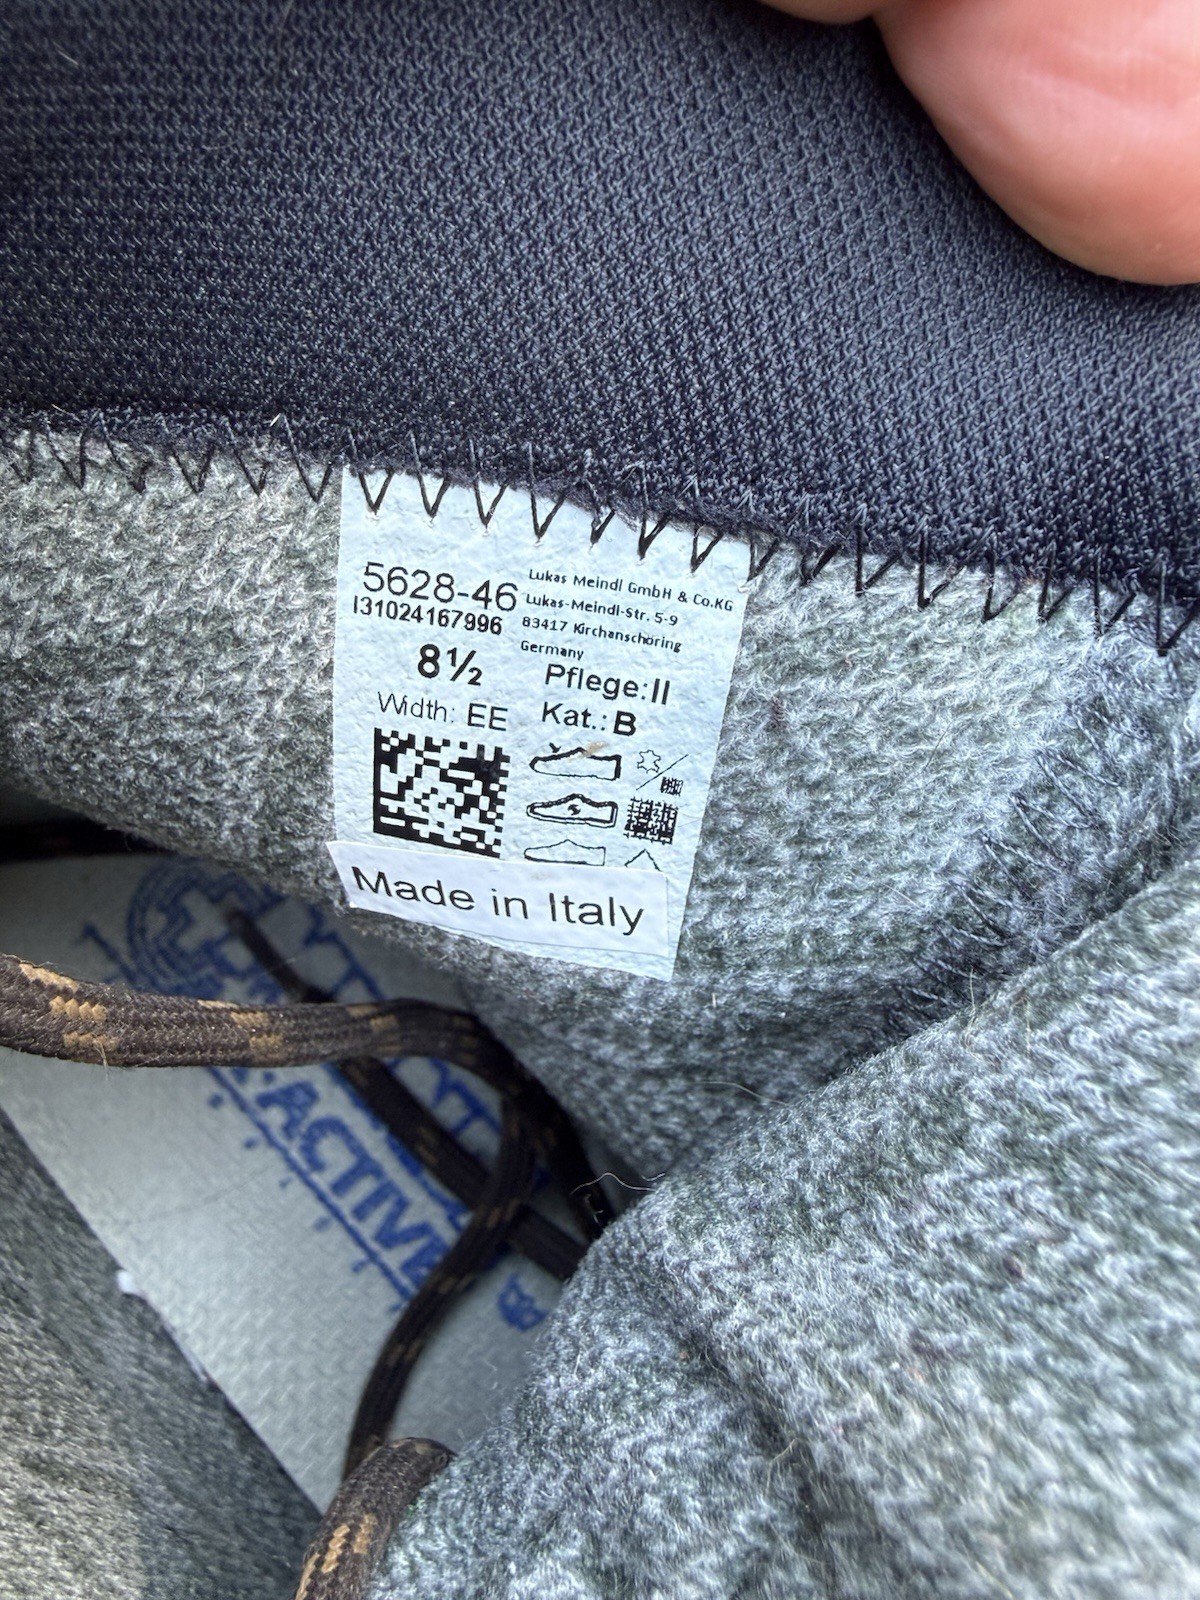 5628-46
I31024167996
8½
Width: EE
Lukas Meindl GmbH & Co.KG
Lukas-Meindl-Str. 5-9
83417 Kirchanschöring
Germany
Pflege:II
Kat.: B
Made in Italy
ACTIVE